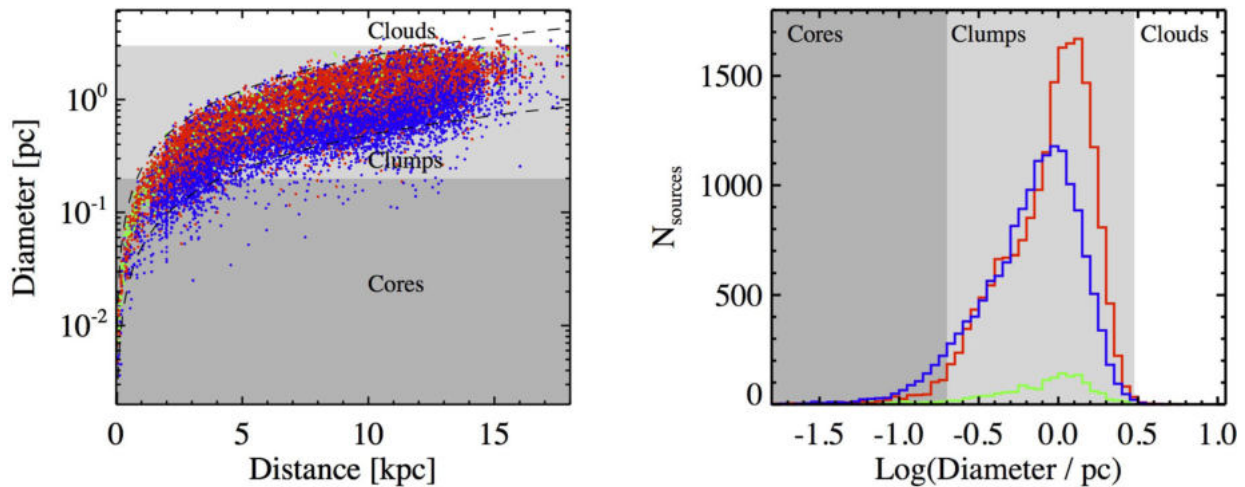 Clouds
Clumps
Cores
10⁰
10⁻¹
10⁻²
Diameter [pc]
0 5 10 15
Distance [kpc]
Cores Clumps Clouds
1500
1000
500
0
N_sources
-1.5 -1.0 -0.5 0.0 0.5 1.0
Log(Diameter / pc)